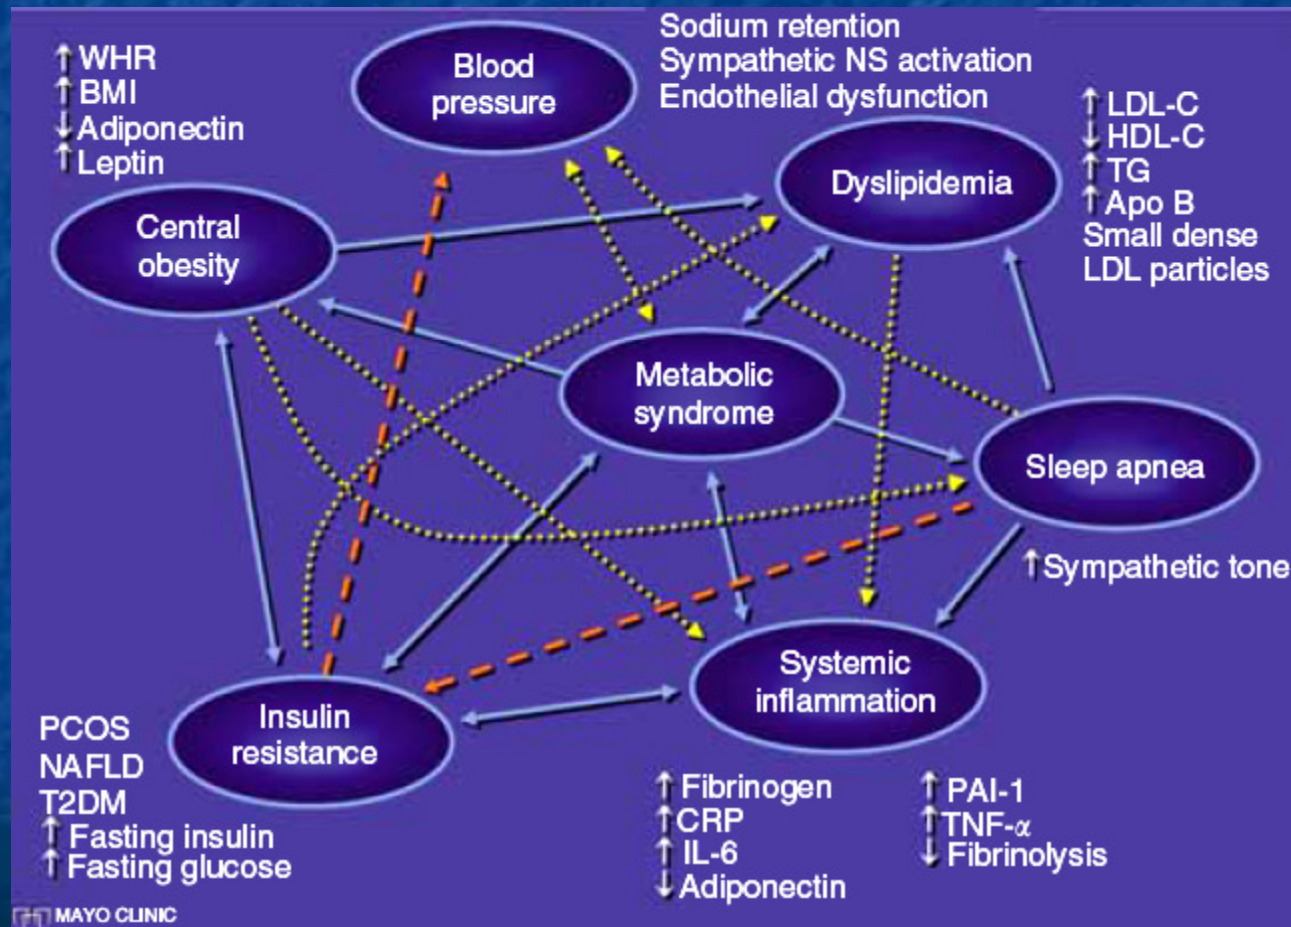 Sodium retention
Sympathetic NS activation
Endothelial dysfunction
↑ WHR
↑ BMI
↓ Adiponectin
↑ Leptin
Blood
pressure
↑ LDL-C
↓ HDL-C
↑ TG
↑ Apo B
Small dense
LDL particles
Dyslipidemia
Central
obesity
Metabolic
syndrome
Sleep apnea
↑ Sympathetic tone
Systemic
inflammation
Insulin
resistance
PCOS
NAFLD
T2DM
↑ Fasting insulin
↑ Fasting glucose
↑ Fibrinogen
↑ CRP
↑ IL-6
↓ Adiponectin
↑ PAI-1
↑ TNF-α
↓ Fibrinolysis
MAYO CLINIC